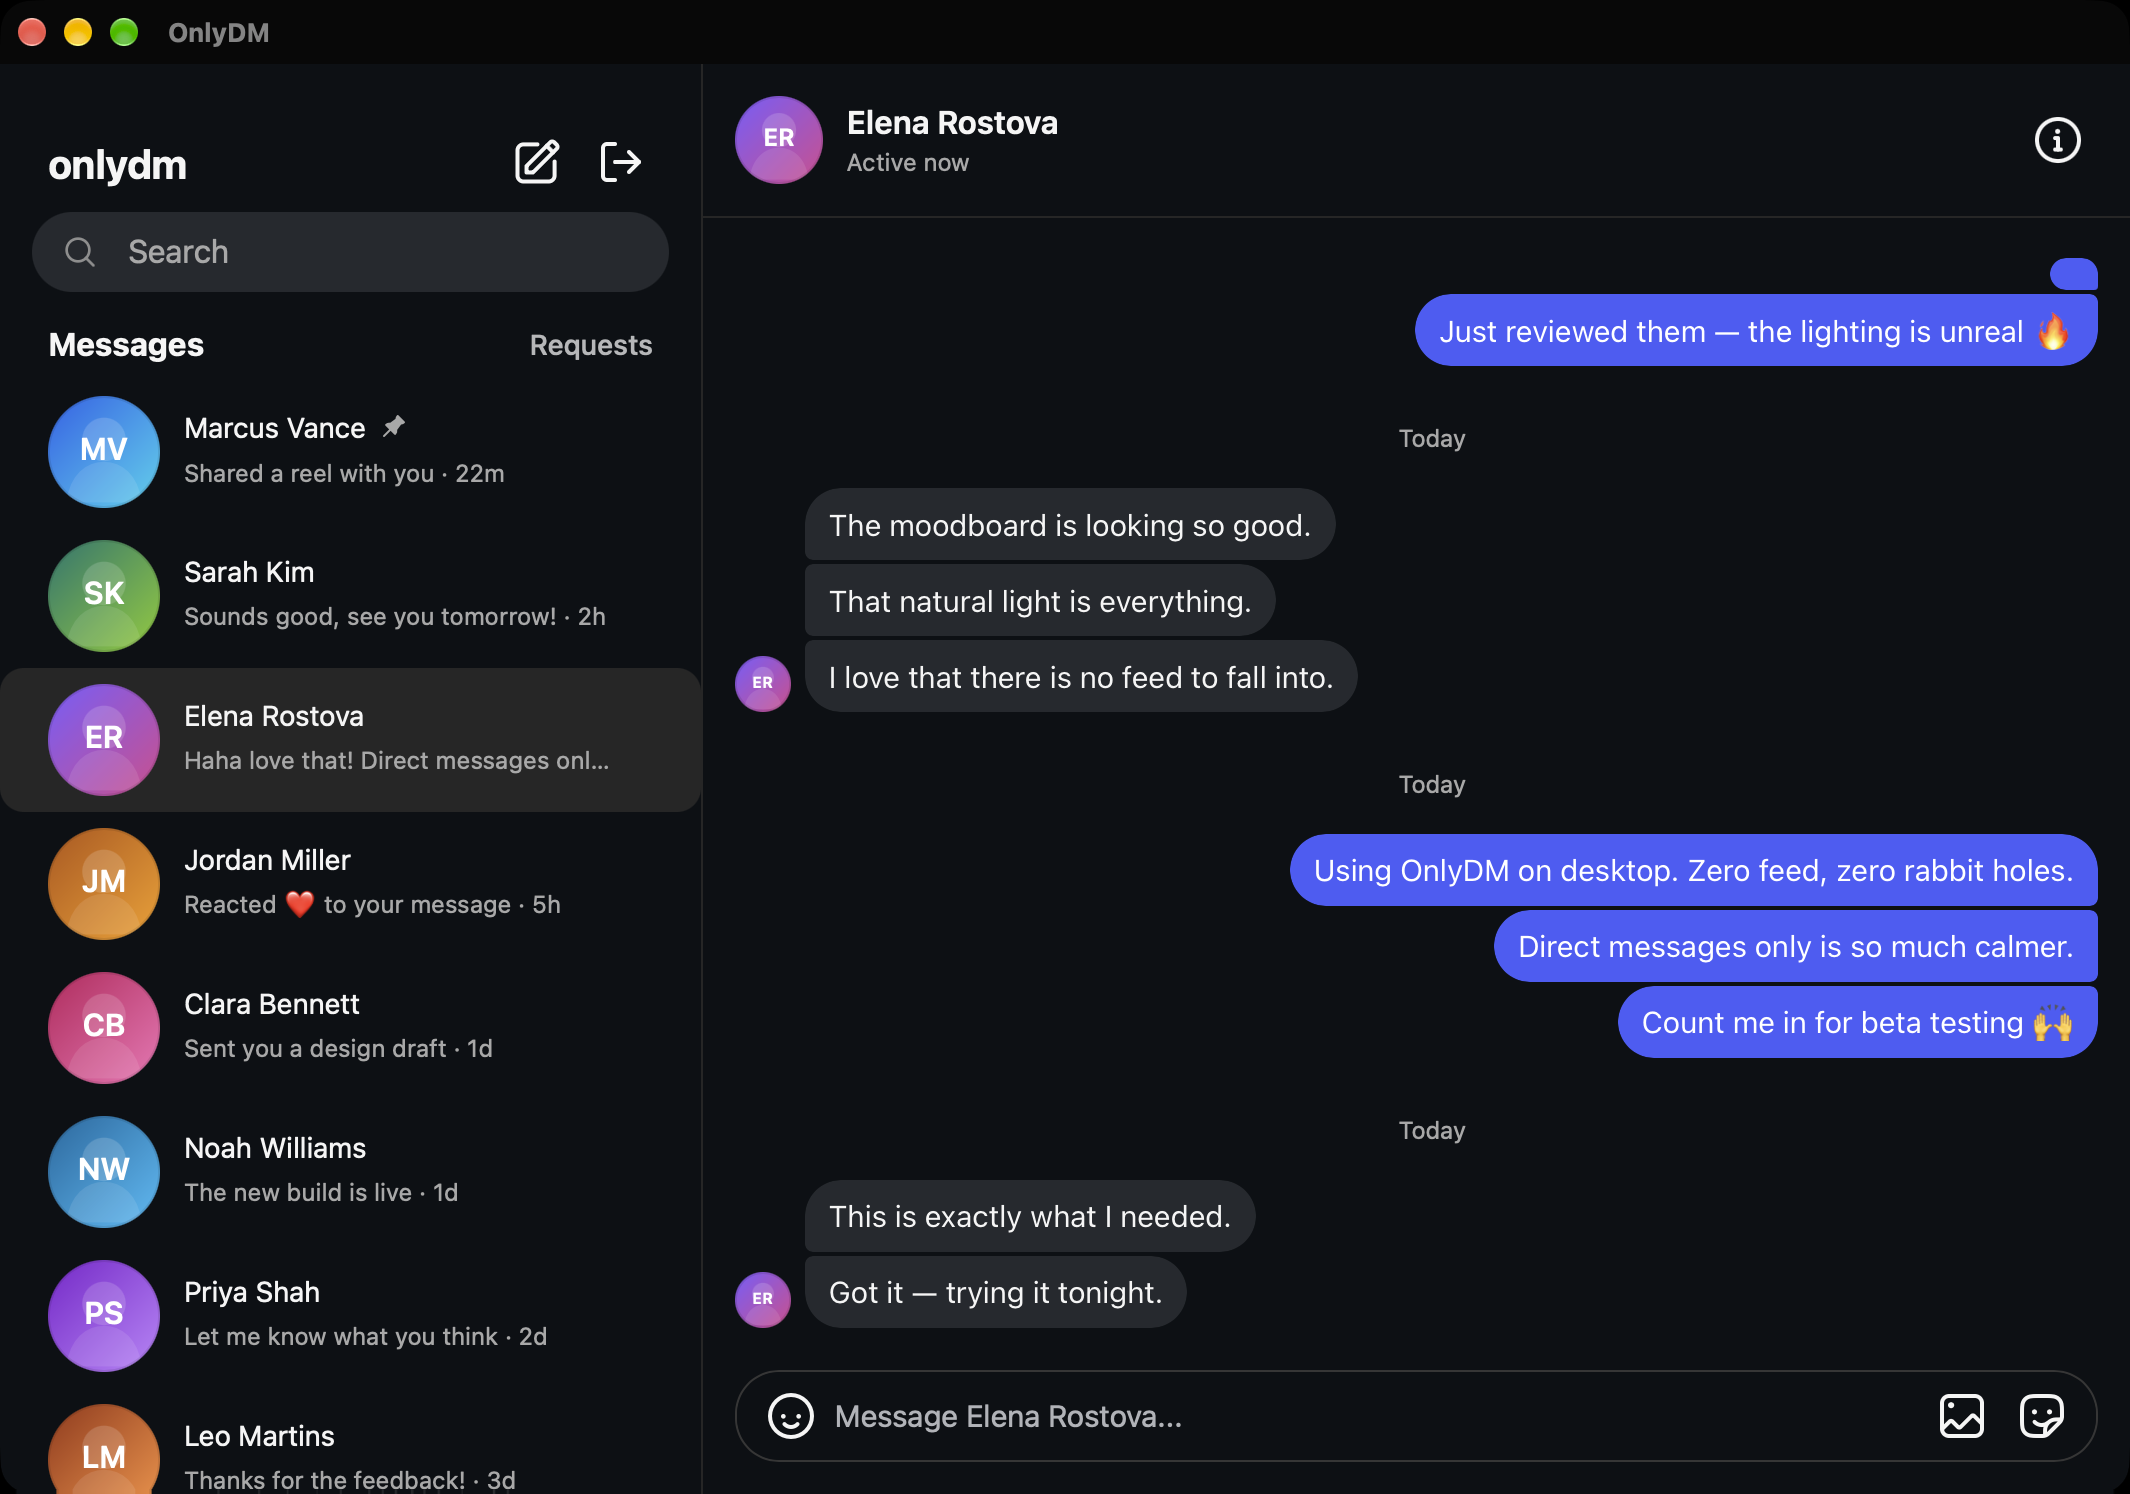 OnlyDM
onlydm
Search
Messages Requests
MV
Marcus Vance
Shared a reel with you · 22m
SK
Sarah Kim
Sounds good, see you tomorrow! · 2h
ER
Elena Rostova
Haha love that! Direct messages onl...
JM
Jordan Miller
Reacted ❤️ to your message · 5h
CB
Clara Bennett
Sent you a design draft · 1d
NW
Noah Williams
The new build is live · 1d
PS
Priya Shah
Let me know what you think · 2d
LM
Leo Martins
Thanks for the feedback! · 3d
ER
Elena Rostova
Active now
Just reviewed them — the lighting is unreal 🔥
Today
The moodboard is looking so good.
That natural light is everything.
ER
I love that there is no feed to fall into.
Today
Using OnlyDM on desktop. Zero feed, zero rabbit holes.
Direct messages only is so much calmer.
Count me in for beta testing 🙌
Today
This is exactly what I needed.
ER
Got it — trying it tonight.
Message Elena Rostova...